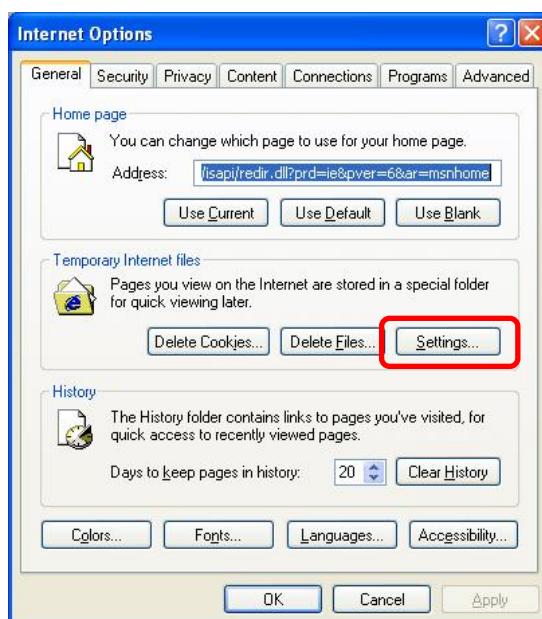 Internet Options
General Security Privacy Content Connections Programs Advanced
Home page
You can change which page to use for your home page.
Address: /isapi/redir.dll?prd=ie&pver=6&ar=msnhome
Use Current Use Default Use Blank
Temporary Internet files
Pages you view on the Internet are stored in a special folder
for quick viewing later.
Delete Cookies... Delete Files... Settings...
History
The History folder contains links to pages you've visited, for
quick access to recently viewed pages.
Days to keep pages in history: 20 Clear History
Colors... Fonts... Languages... Accessibility...
OK Cancel Apply